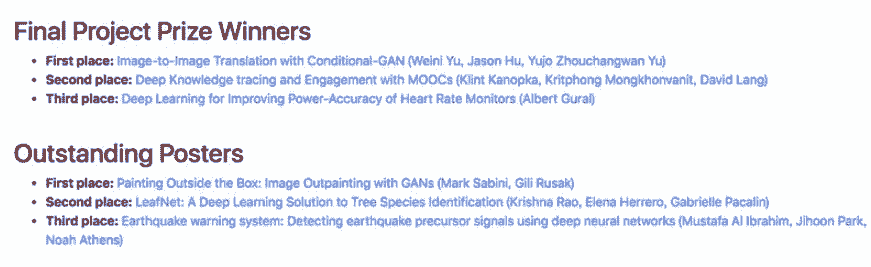 Final Project Prize Winners
• First place: Image-to-Image Translation with Conditional-GAN (Weini Yu, Jason Hu, Yujo Zhouchangwan Yu)
• Second place: Deep Knowledge tracing and Engagement with MOOCs (Klint Kanopka, Kritphong Mongkhonvanit, David Lang)
• Third place: Deep Learning for Improving Power-Accuracy of Heart Rate Monitors (Albert Gural)
Outstanding Posters
• First place: Painting Outside the Box: Image Outpainting with GANs (Mark Sabini, Gili Rusak)
• Second place: LeafNet: A Deep Learning Solution to Tree Species Identification (Krishna Rao, Elena Herrero, Gabrielle Pacalin)
• Third place: Earthquake warning system: Detecting earthquake precursor signals using deep neural networks (Mustafa Al Ibrahim, Jihoon Park,
Noah Athens)